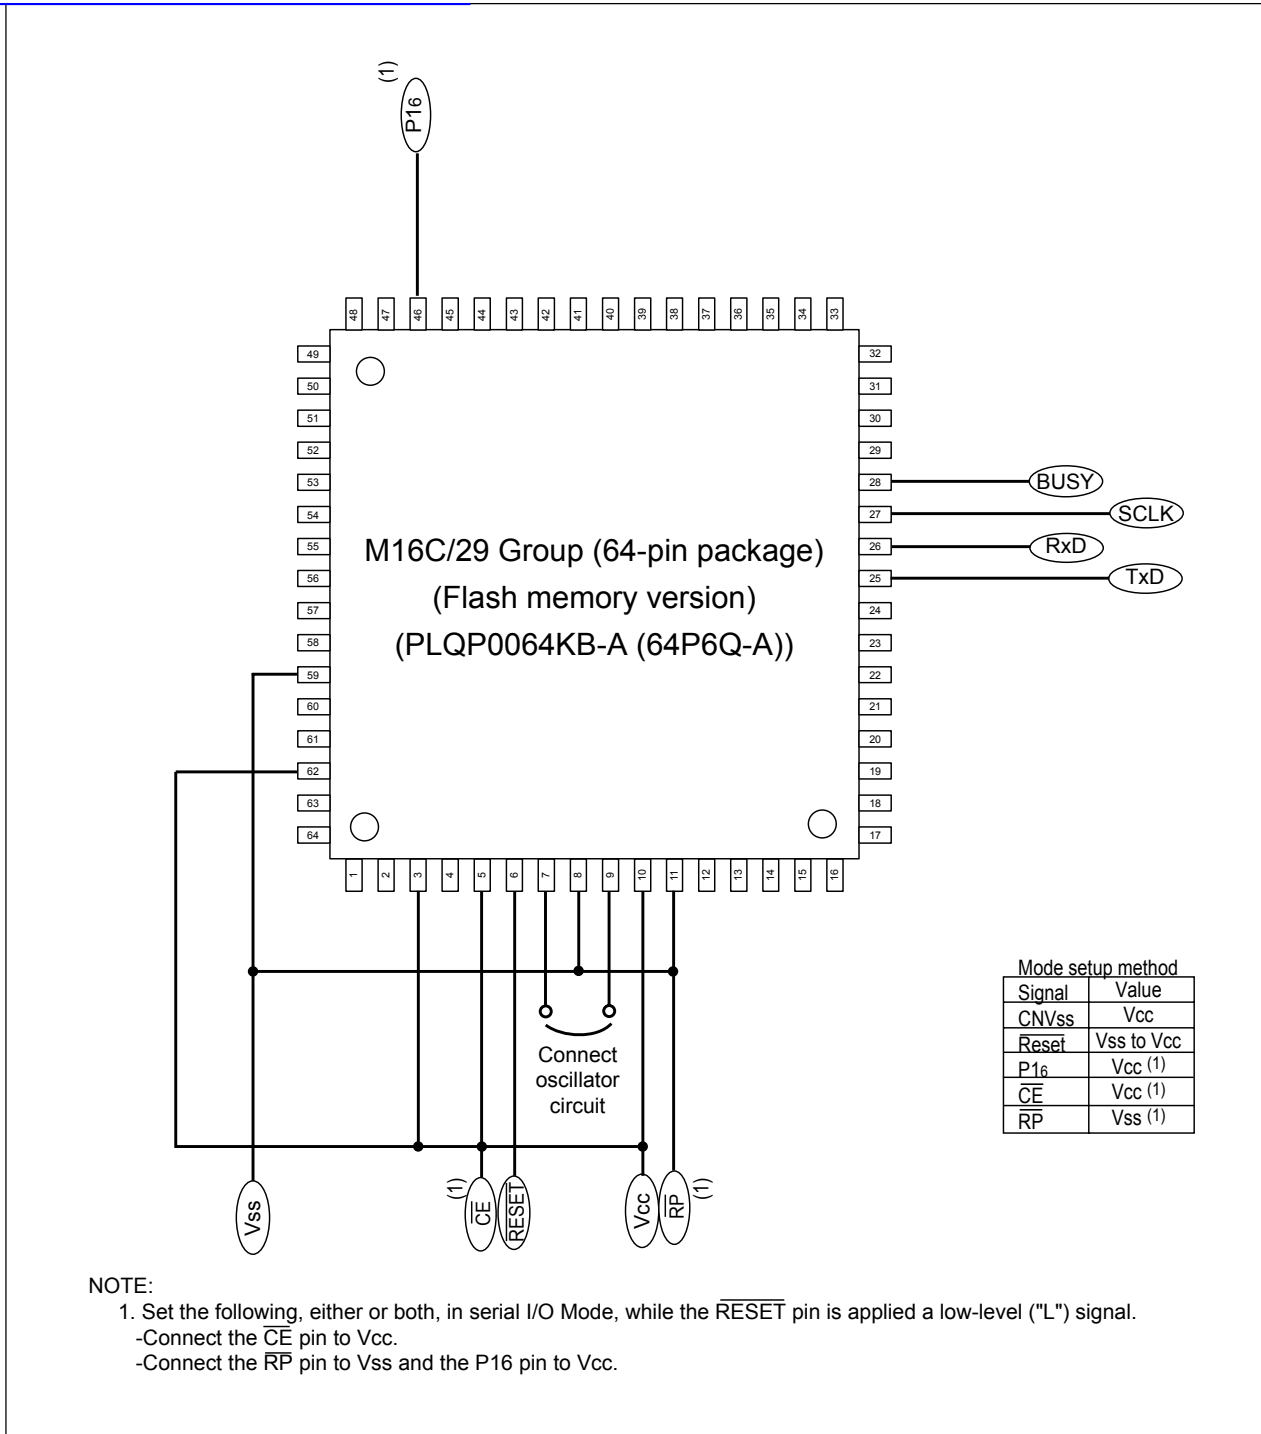 (1)
P16
48 47 46 45 44 43 42 41 40 39 38 37 36 35 34 33
49
50
51
52
53
54
55
56
57
58
59
60
61
62
63
64
32
31
30
29
28
27
26
25
24
23
22
21
20
19
18
17
BUSY
SCLK
RxD
TxD
M16C/29 Group (64-pin package)
(Flash memory version)
(PLQP0064KB-A (64P6Q-A))
1 2 3 4 5 6 7 8 9 10 11 12 13 14 15 16
Connect
oscillator
circuit
Mode setup method
Signal Value
CNVss Vcc
Reset Vss to Vcc
P16 Vcc (1)
CE Vcc (1)
RP Vss (1)
Vss
(1)
CE
RESET
Vcc
RP
(1)
NOTE:
1. Set the following, either or both, in serial I/O Mode, while the RESET pin is applied a low-level ("L") signal.
-Connect the CE pin to Vcc.
-Connect the RP pin to Vss and the P16 pin to Vcc.